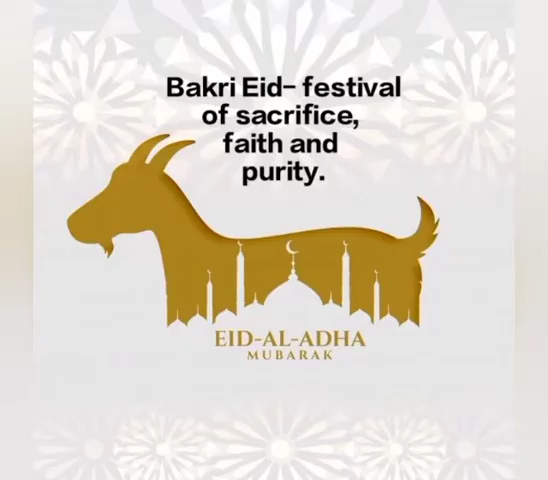 Bakri Eid- festival
of sacrifice,
faith and
purity.
EID-AL-ADHA
MUBARAK